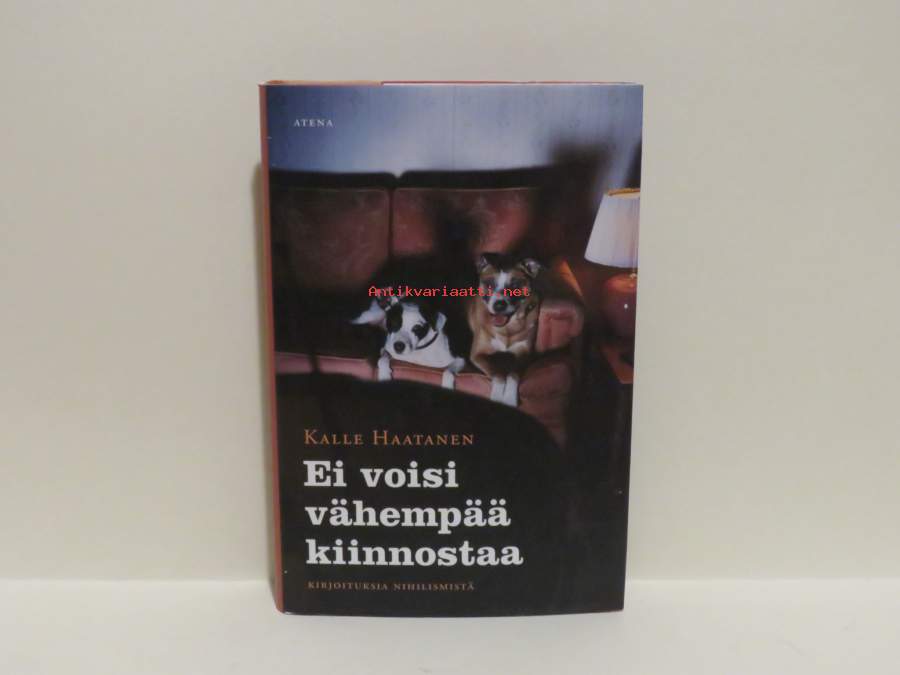 ATENA
Antikvariaatti.net
KALLE HAATANEN
Ei voisi
vähempää
kiinnostaa
KIRJOITUKSIA NIHILISMISTÄ